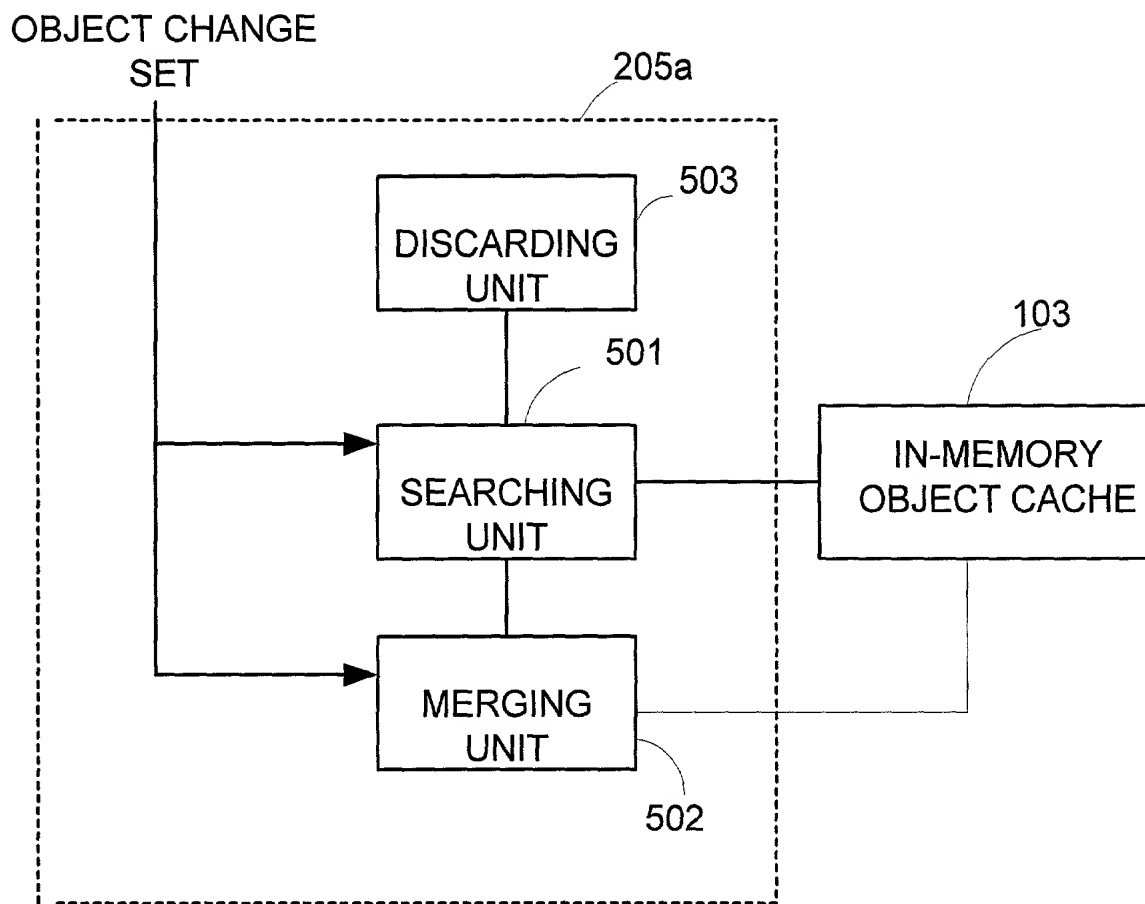 OBJECT CHANGE
SET
205a
503
DISCARDING
UNIT
103
501
IN-MEMORY
OBJECT CACHE
SEARCHING
UNIT
MERGING
UNIT
502